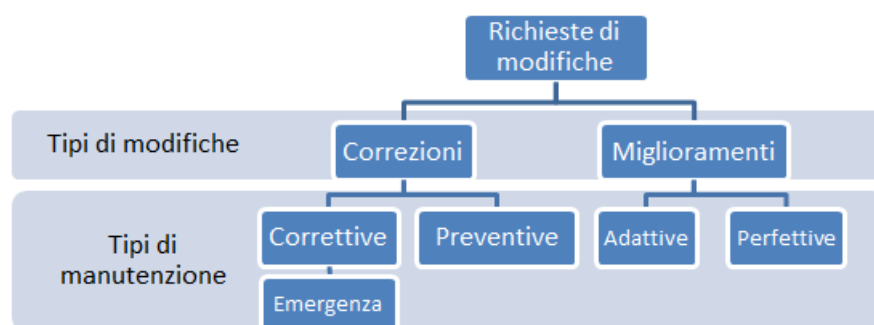 Richieste di
modifiche
Tipi di modifiche
Correzioni
Miglioramenti
Tipi di
manutenzione
Correttive
Preventive
Adattive
Perfettive
Emergenza